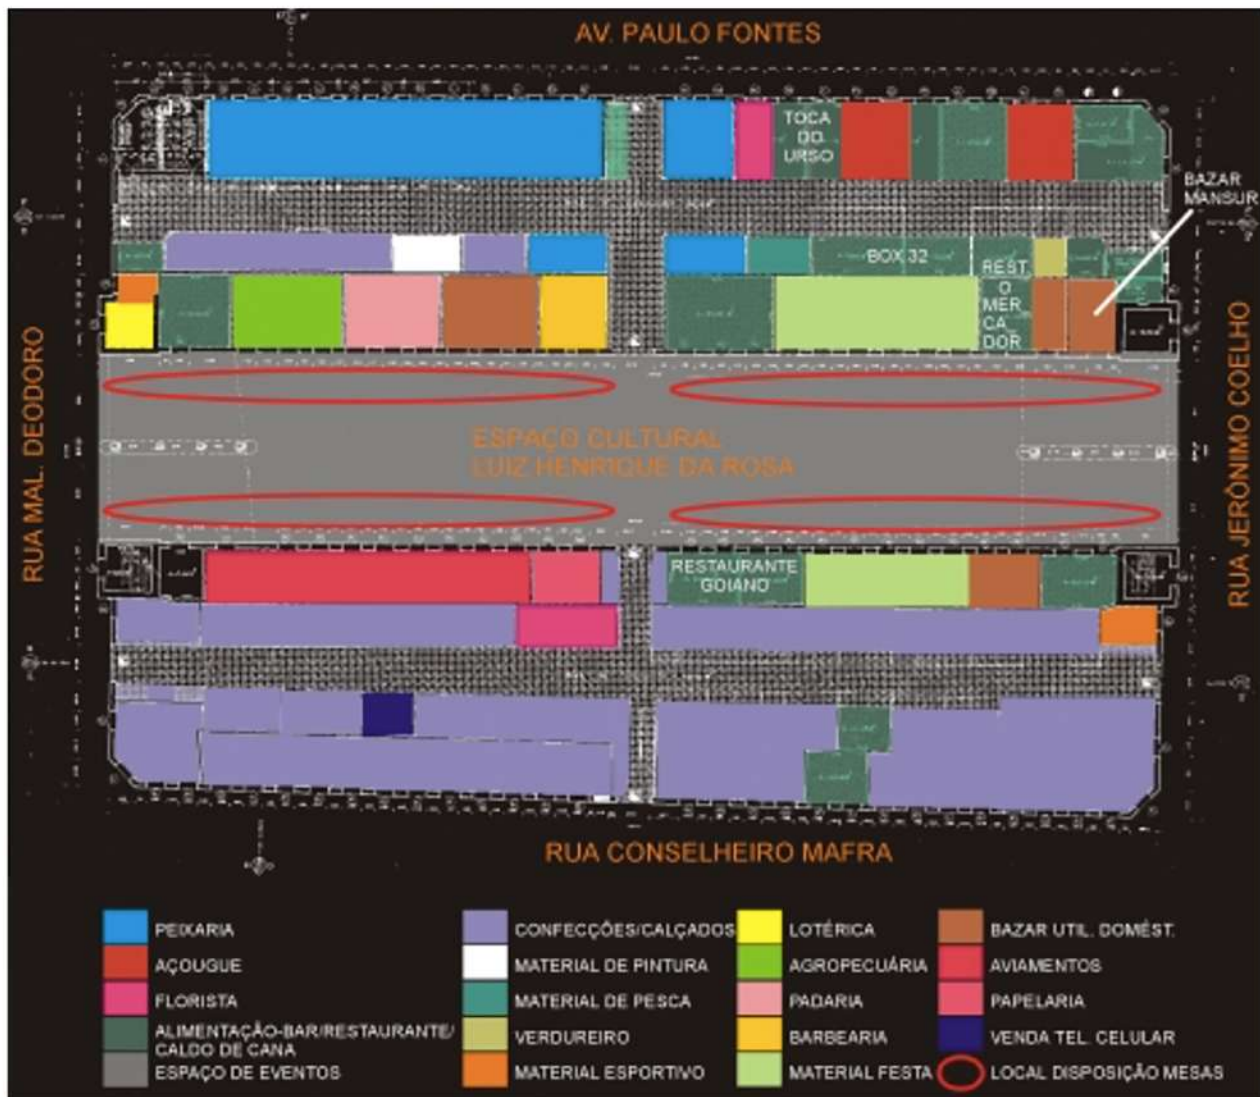 AV. PAULO FONTES
TOCA
DO
URSO
BAZAR
MANSUR
BOX 32
REST.
O
MER
CA_
DOR
RUA MAL. DEODORO
ESPAÇO CULTURAL
LUIZ HENRIQUE DA ROSA
RUA JERÔNIMO COELHO
RESTAURANTE
GOIANO
RUA CONSELHEIRO MAFRA
PEIXARIA
AÇOUGUE
FLORISTA
ALIMENTAÇÃO-BAR/RESTAURANTE/
CALDO DE CANA
ESPAÇO DE EVENTOS
CONFECÇÕES/CALÇADOS
MATERIAL DE PINTURA
MATERIAL DE PESCA
VERDUREIRO
MATERIAL ESPORTIVO
LOTÉRICA
AGROPECUÁRIA
PADARIA
BARBEARIA
MATERIAL FESTA
BAZAR UTIL. DOMÉST.
AVIAMENTOS
PAPELARIA
VENDA TEL. CELULAR
LOCAL DISPOSIÇÃO MESAS